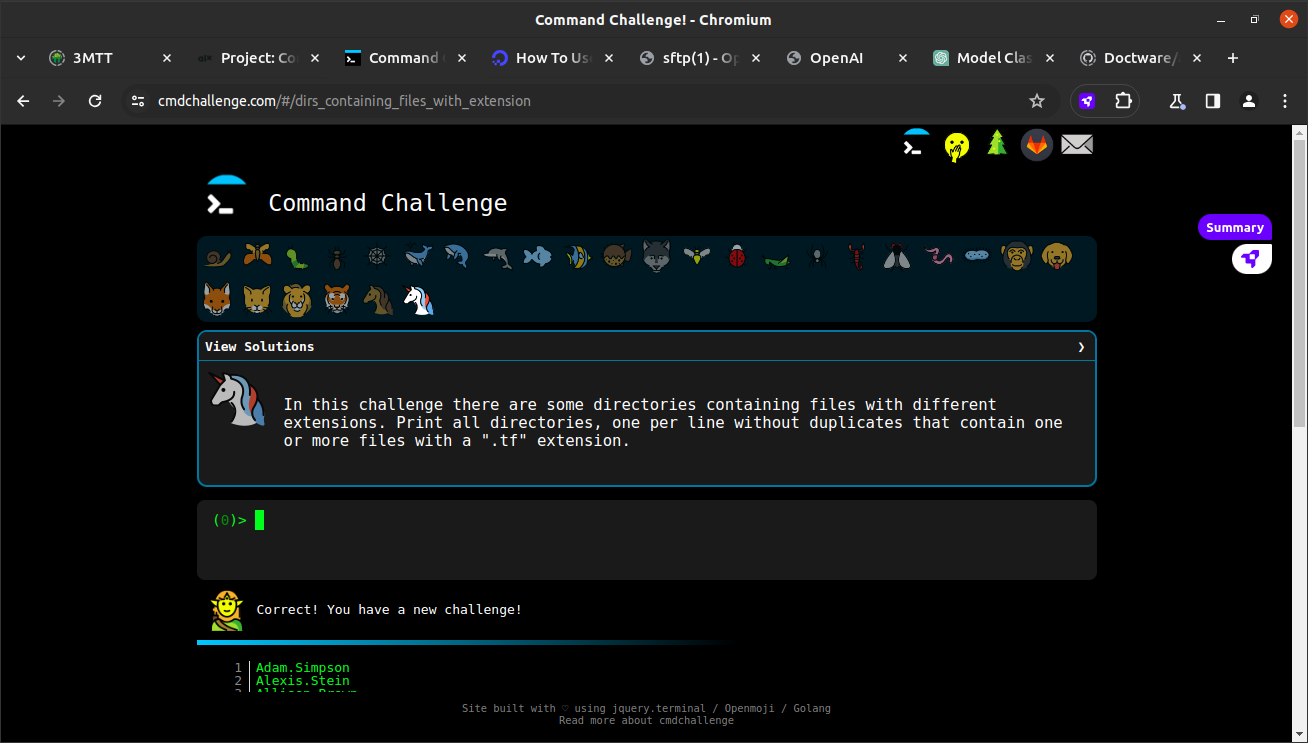 Command Challenge! - Chromium
3MTT
Project: Co
Command
How To Us
sftp(1) - Op
OpenAI
Model Clas
Doctware/
cmdchallenge.com/#/dirs_containing_files_with_extension
Command Challenge
Summary
View Solutions
In this challenge there are some directories containing files with different
extensions. Print all directories, one per line without duplicates that contain one
or more files with a ".tf" extension.
(0)>
Correct! You have a new challenge!
1 Adam.Simpson
2 Alexis.Stein
3 Allison.Brown
Site built with ♡ using jquery.terminal / Openmoji / Golang
Read more about cmdchallenge